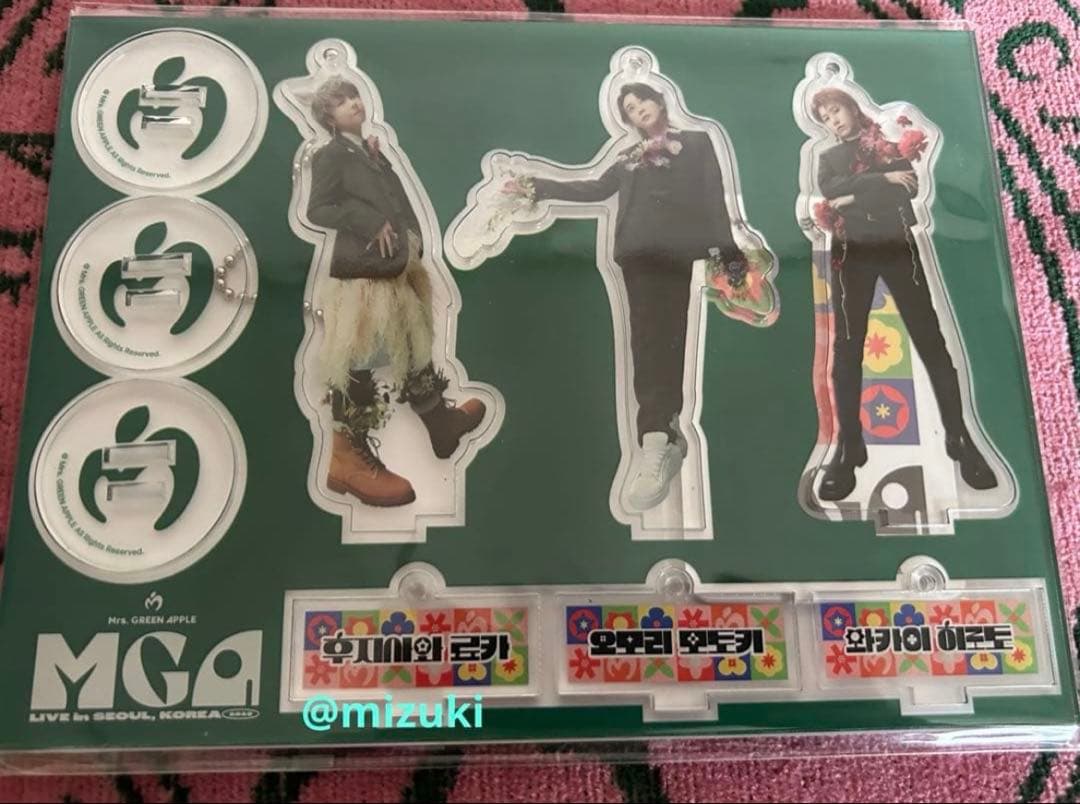 © Mrs. GREEN APPLE All Rights Reserved.
© Mrs. GREEN APPLE All Rights Reserved.
© Mrs. GREEN APPLE All Rights Reserved.
Mrs. GREEN APPLE
MGA
LIVE in SEOUL, KOREA
후지사와 료카
오모리 모토키
와카이 히로토
@mizuki